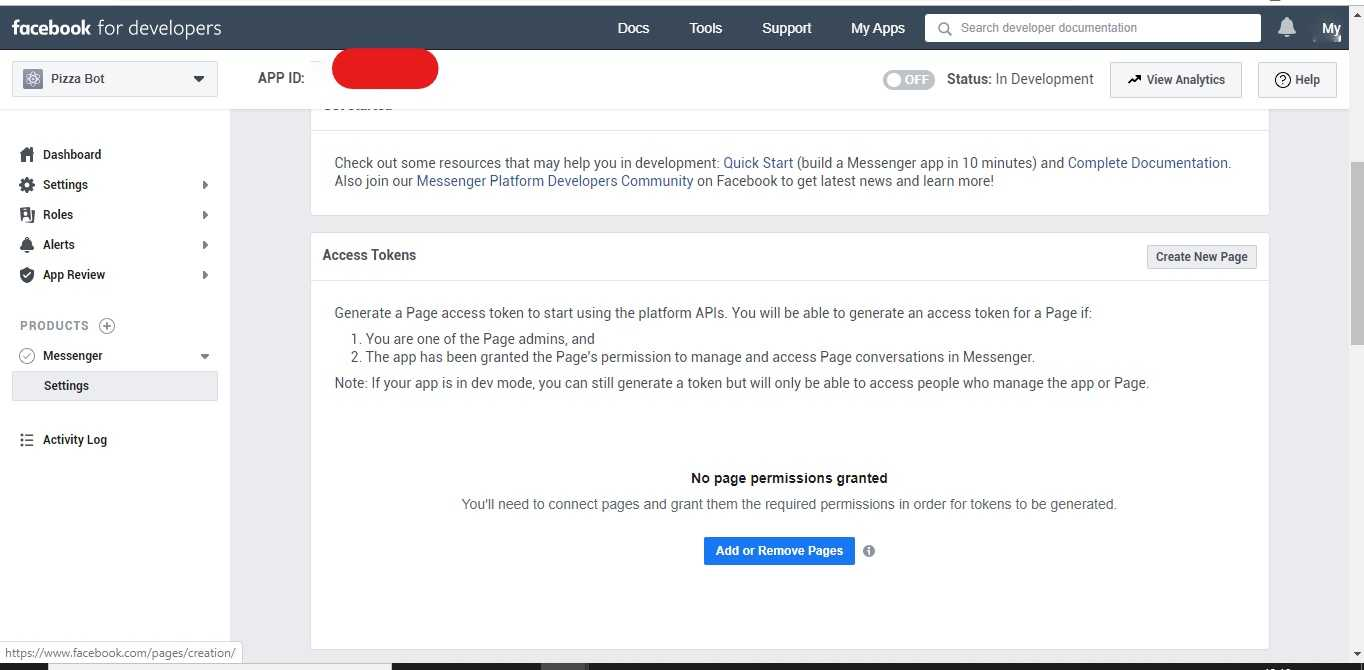 facebook for developers
Docs
Tools
Support
My Apps
Search developer documentation
My
Pizza Bot
APP ID:
OFF
Status: In Development
View Analytics
Help
Get Started
Dashboard
Settings
Roles
Alerts
App Review
PRODUCTS
Messenger
Settings
Activity Log
Check out some resources that may help you in development: Quick Start (build a Messenger app in 10 minutes) and Complete Documentation.
Also join our Messenger Platform Developers Community on Facebook to get latest news and learn more!
Access Tokens
Create New Page
Generate a Page access token to start using the platform APIs. You will be able to generate an access token for a Page if:
1. You are one of the Page admins, and
2. The app has been granted the Page's permission to manage and access Page conversations in Messenger.
Note: If your app is in dev mode, you can still generate a token but will only be able to access people who manage the app or Page.
No page permissions granted
You'll need to connect pages and grant them the required permissions in order for tokens to be generated.
Add or Remove Pages
https://www.facebook.com/pages/creation/